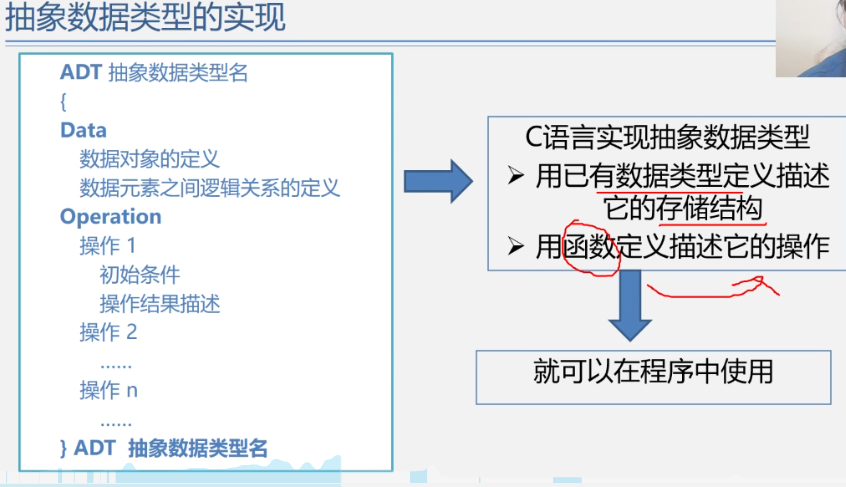 抽象数据类型的实现
ADT 抽象数据类型名
{
Data
数据对象的定义
数据元素之间逻辑关系的定义
Operation
操作 1
初始条件
操作结果描述
操作 2
……
操作 n
……
} ADT 抽象数据类型名
C语言实现抽象数据类型
➢ 用已有数据类型定义描述
它的存储结构
➢ 用函数定义描述它的操作
就可以在程序中使用